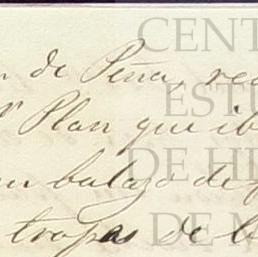 n de Peña, rec
r Plan que ib
un balazo de f
s tropas de b
CENT
ESTU
DE HI
DE M